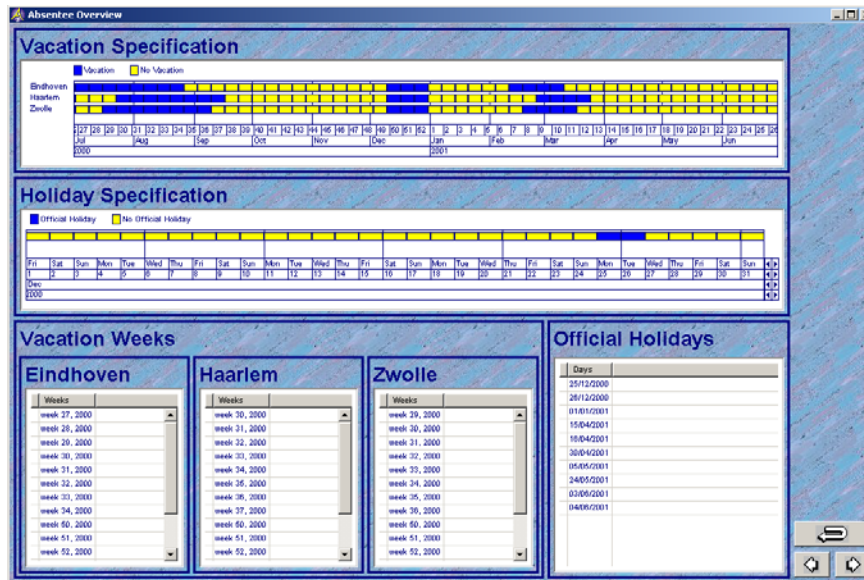 Absentee Overview
Vacation Specification
Vacation No Vacation
Eindhoven
Haarlem
Zwolle
27 28 29 30 31 32 33 34 35 36 37 38 39 40 41 42 43 44 45 46 47 48 49 50 51 52 1 2 3 4 5 6 7 8 9 10 11 12 13 14 15 16 17 18 19 20 21 22 23 24 25 26
Jul Aug Sep Oct Nov Dec Jan Feb Mar Apr May Jun
2000 2001
Holiday Specification
Official Holiday No Official Holiday
Fri Sat Sun Mon Tue Wed Thu Fri Sat Sun Mon Tue Wed Thu Fri Sat Sun Mon Tue Wed Thu Fri Sat Sun Mon Tue Wed Thu Fri Sat Sun
1 2 3 4 5 6 7 8 9 10 11 12 13 14 15 16 17 18 19 20 21 22 23 24 25 26 27 28 29 30 31
Dec
2000
Vacation Weeks
Eindhoven
Weeks
week 27, 2000
week 28, 2000
week 29, 2000
week 30, 2000
week 31, 2000
week 32, 2000
week 33, 2000
week 34, 2000
week 50, 2000
week 51, 2000
week 52, 2000
Haarlem
Weeks
week 30, 2000
week 31, 2000
week 32, 2000
week 33, 2000
week 34, 2000
week 35, 2000
week 36, 2000
week 37, 2000
week 50, 2000
week 51, 2000
week 52, 2000
Zwolle
Weeks
week 29, 2000
week 30, 2000
week 31, 2000
week 32, 2000
week 33, 2000
week 34, 2000
week 35, 2000
week 36, 2000
week 50, 2000
week 51, 2000
week 52, 2000
Official Holidays
Days
25/12/2000
26/12/2000
01/01/2001
15/04/2001
16/04/2001
30/04/2001
05/05/2001
24/05/2001
03/06/2001
04/06/2001